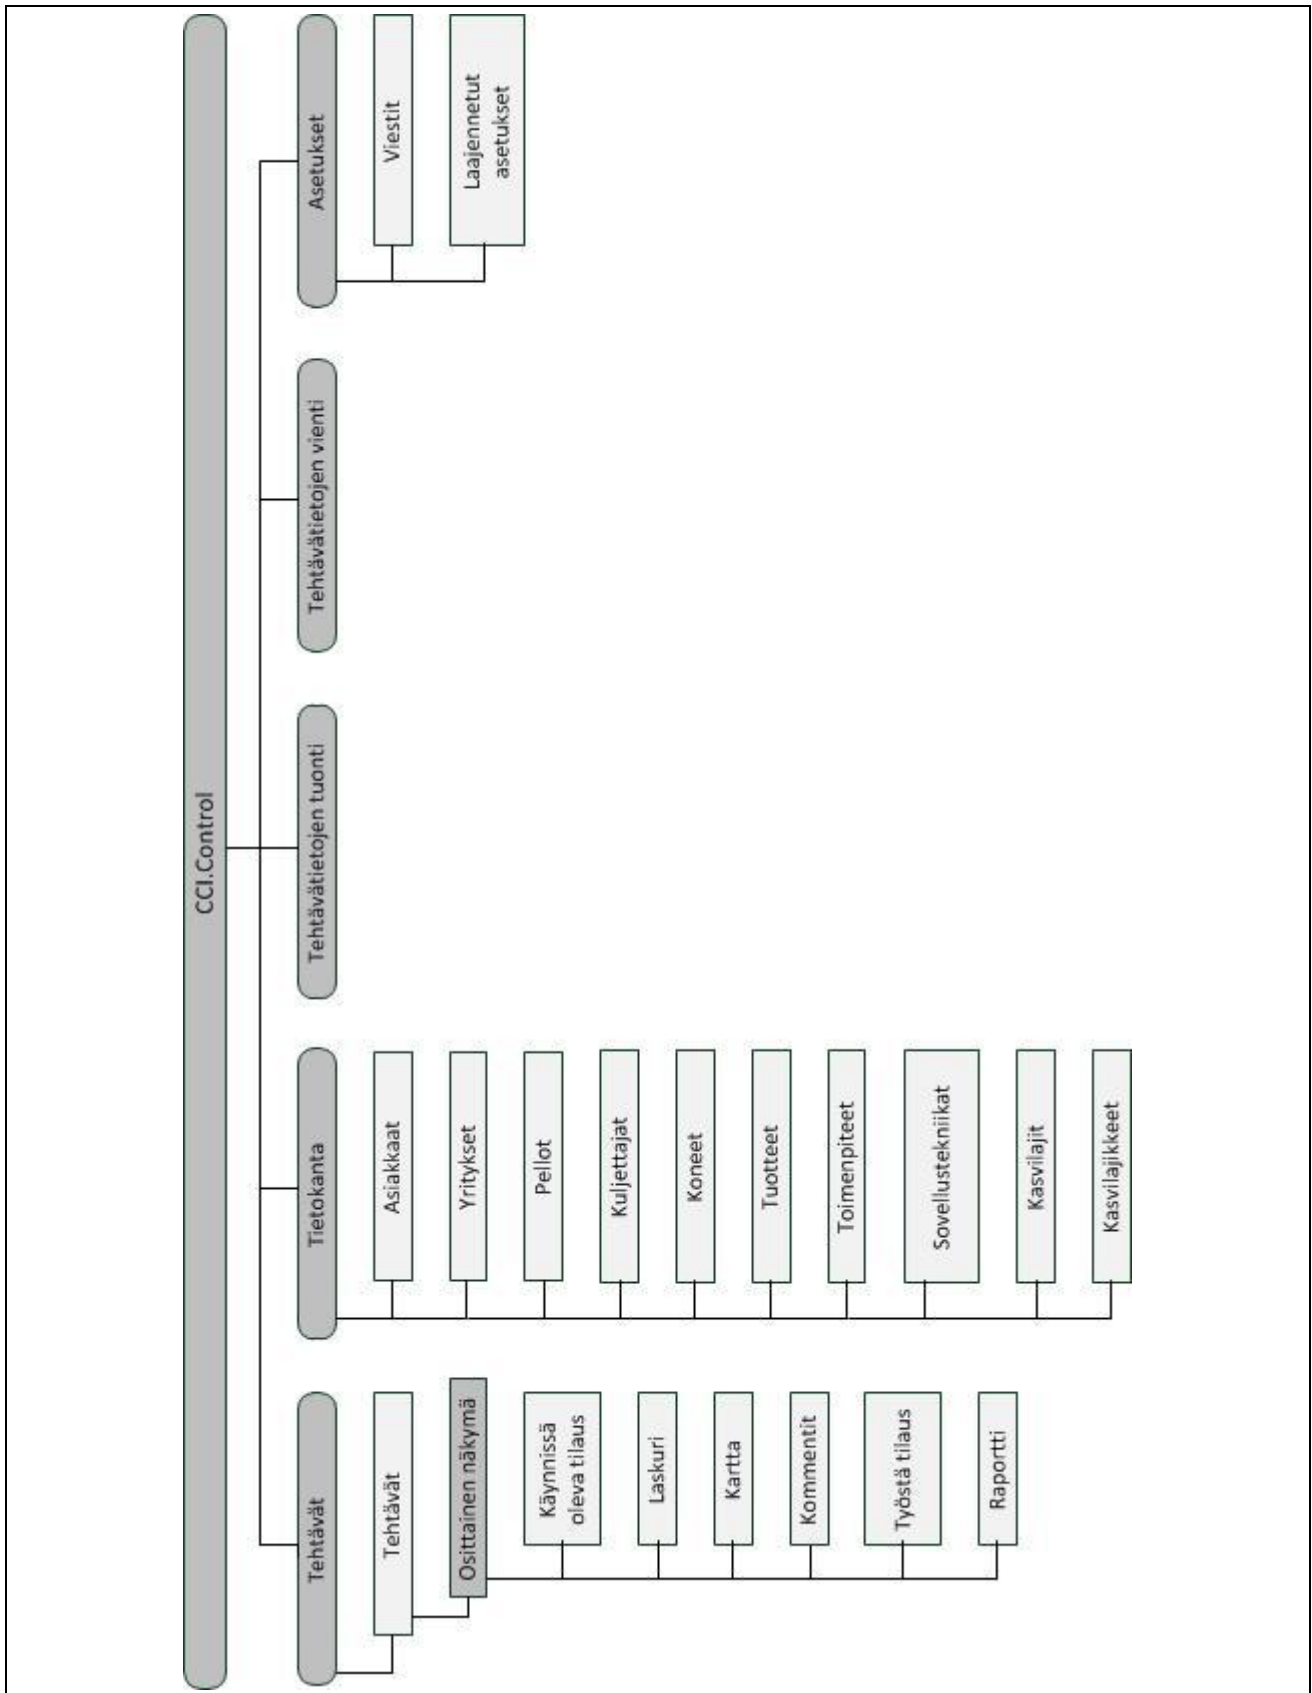 CCI.Control
Tehtävät
Tehtävät
Osittainen näkymä
Käynnissä
oleva tilaus
Laskuri
Kartta
Kommentit
Työstä tilaus
Raportti
Tietokanta
Asiakkaat
Yritykset
Pellot
Kuljettajat
Koneet
Tuotteet
Toimenpiteet
Sovellustekniikat
Kasvilajit
Kasvilajikkeet
Tehtävätietojen tuonti
Tehtävätietojen vienti
Asetukset
Viestit
Laajennetut
asetukset